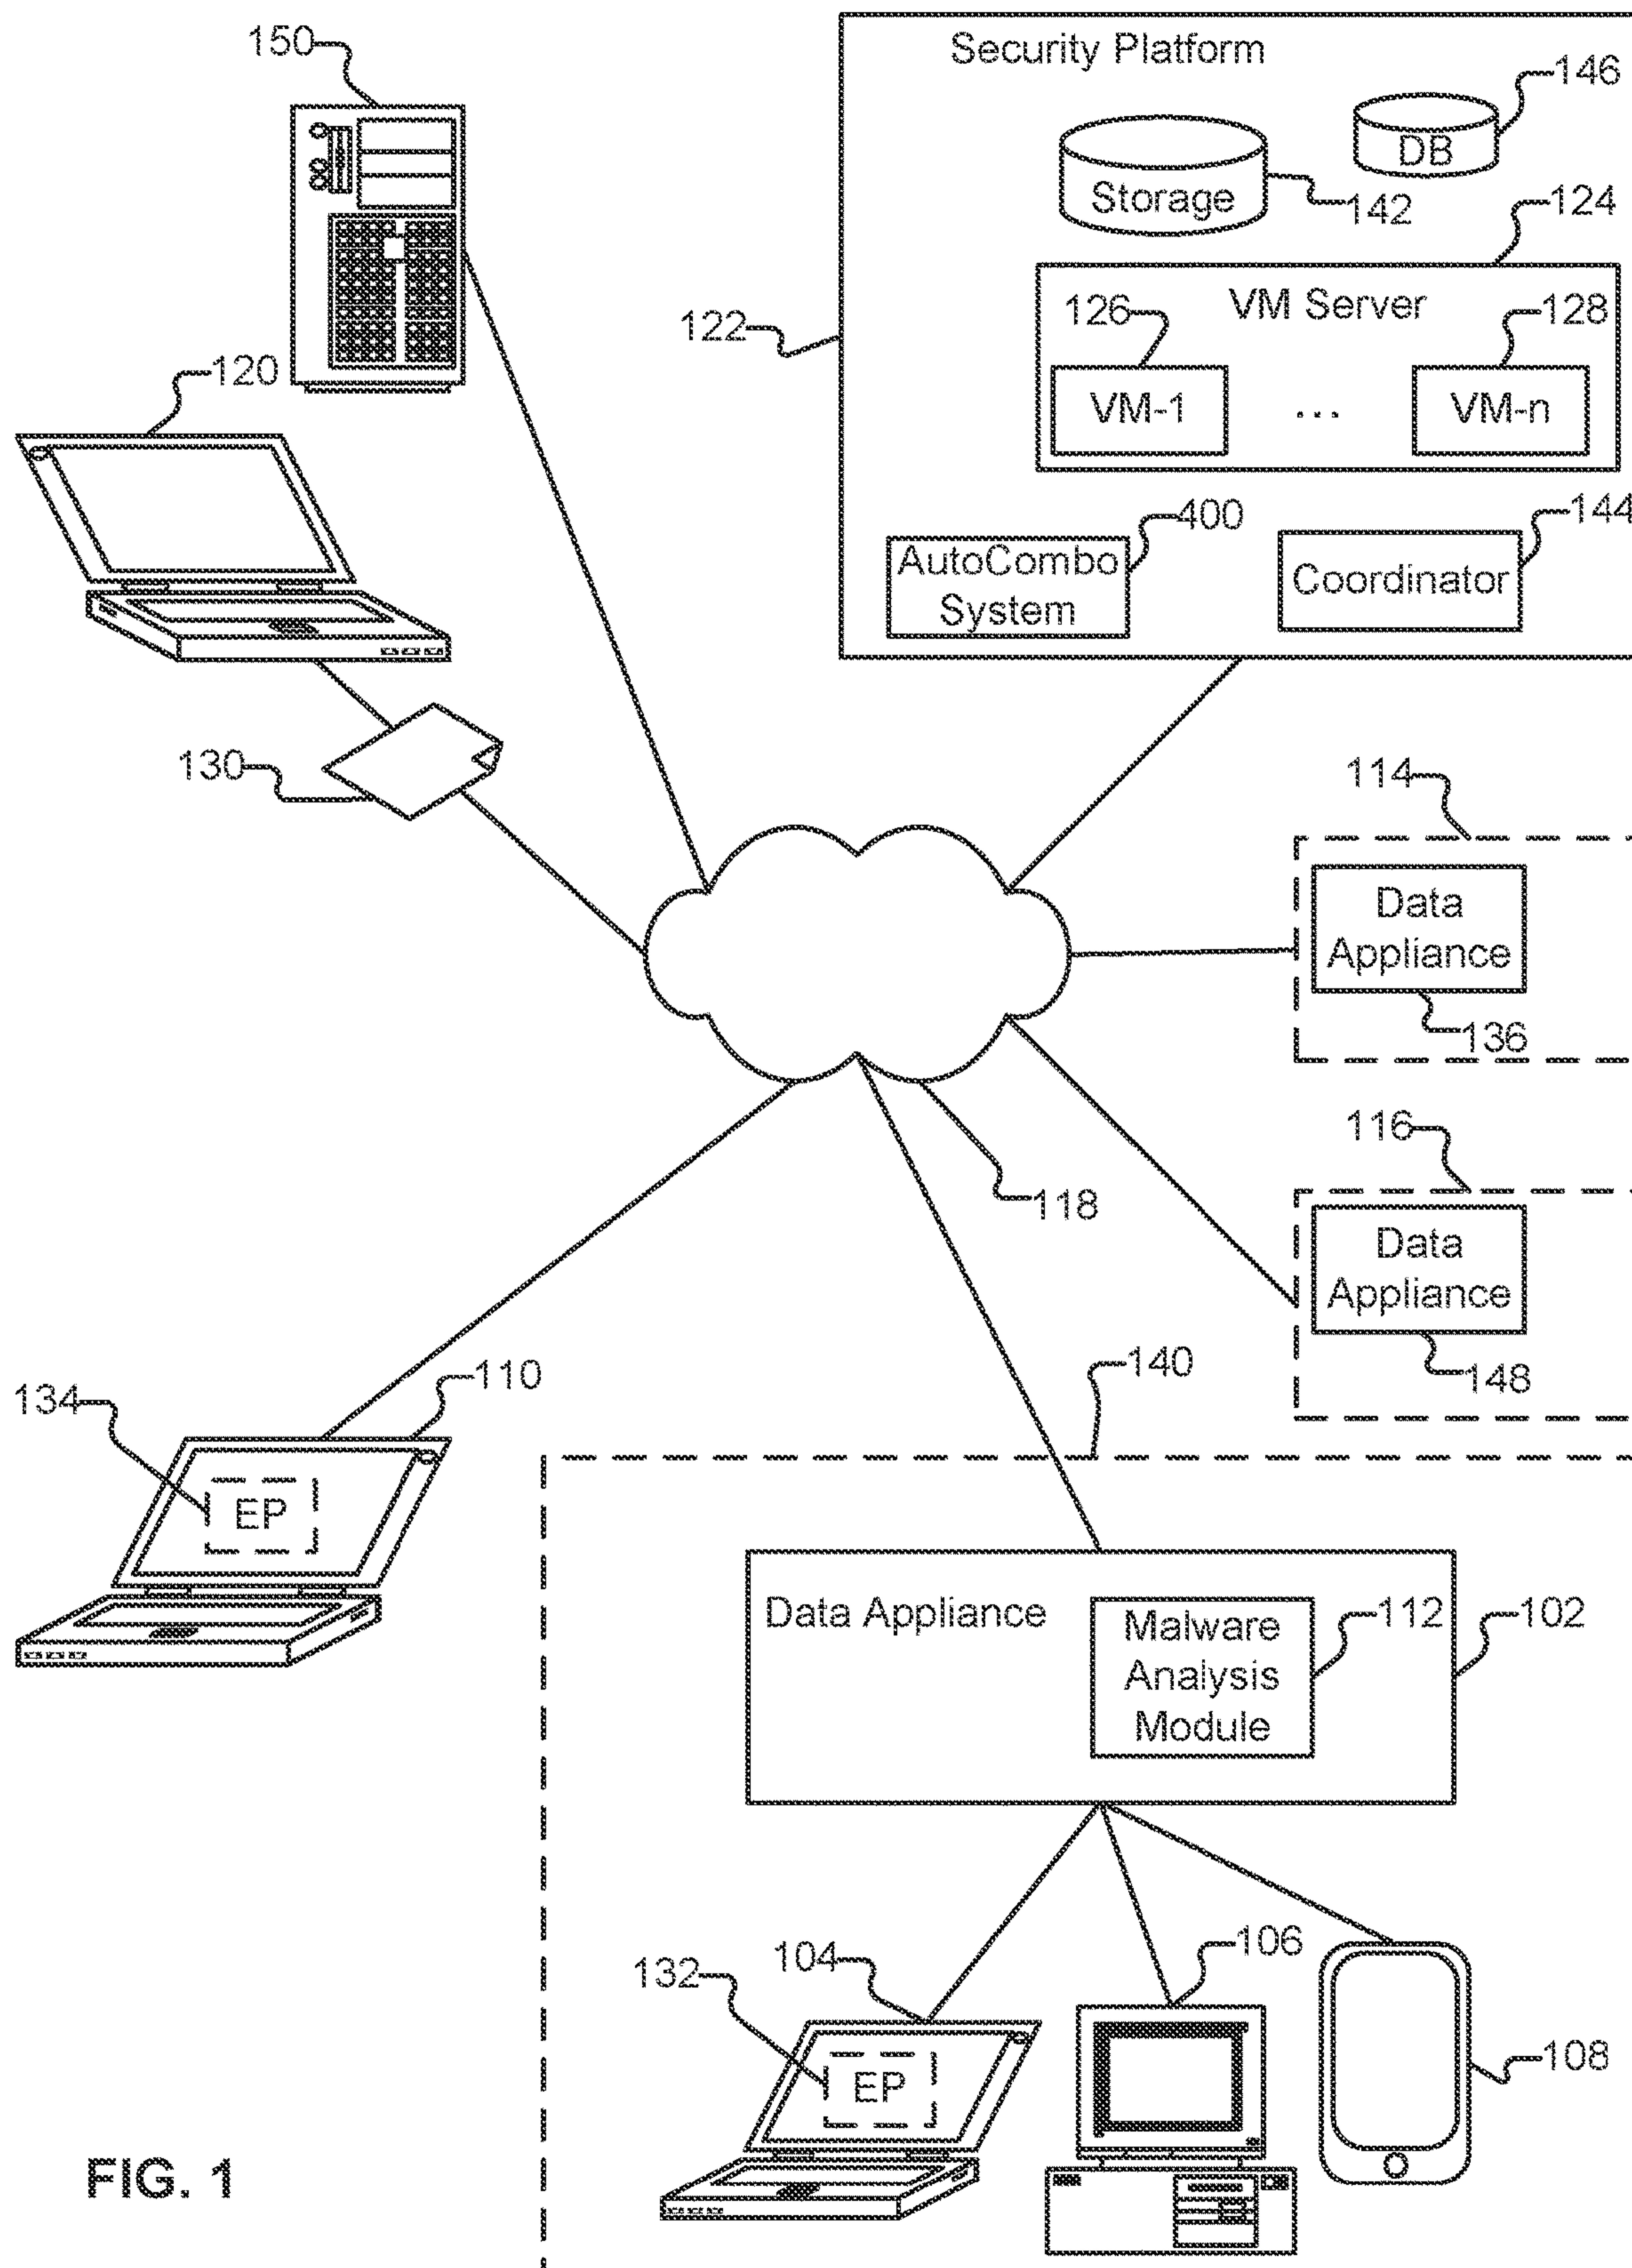 150
Security Platform
146
DB
Storage
142
124
126
VM Server
128
122
VM-1
...
VM-n
120
400
144
AutoCombo
System
Coordinator
130
114
Data
Appliance
136
116
118
Data
Appliance
148
140
134
110
EP
Data Appliance
Malware
Analysis
Module
112
102
132
104
106
EP
108
FIG. 1